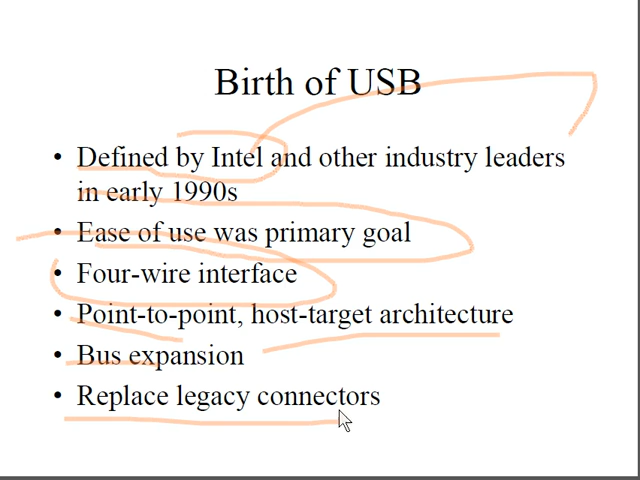 Birth of USB
• Defined by Intel and other industry leaders
in early 1990s
• Ease of use was primary goal
• Four-wire interface
• Point-to-point, host-target architecture
• Bus expansion
• Replace legacy connectors